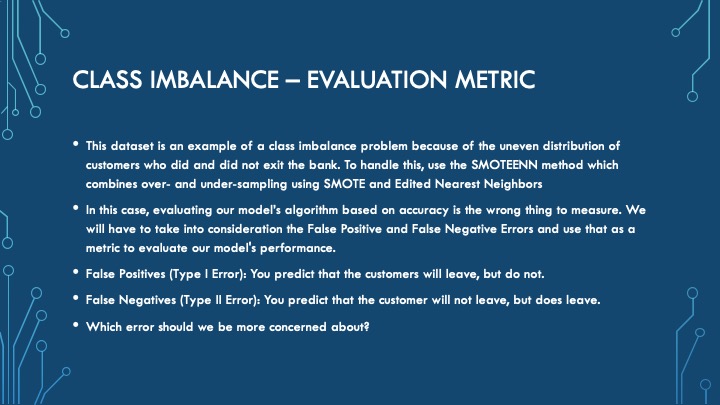 CLASS IMBALANCE – EVALUATION METRIC
• This dataset is an example of a class imbalance problem because of the uneven distribution of
customers who did and did not exit the bank. To handle this, use the SMOTEENN method which
combines over- and under-sampling using SMOTE and Edited Nearest Neighbors
• In this case, evaluating our model's algorithm based on accuracy is the wrong thing to measure. We
will have to take into consideration the False Positive and False Negative Errors and use that as a
metric to evaluate our model's performance.
• False Positives (Type I Error): You predict that the customers will leave, but do not.
• False Negatives (Type II Error): You predict that the customer will not leave, but does leave.
• Which error should we be more concerned about?